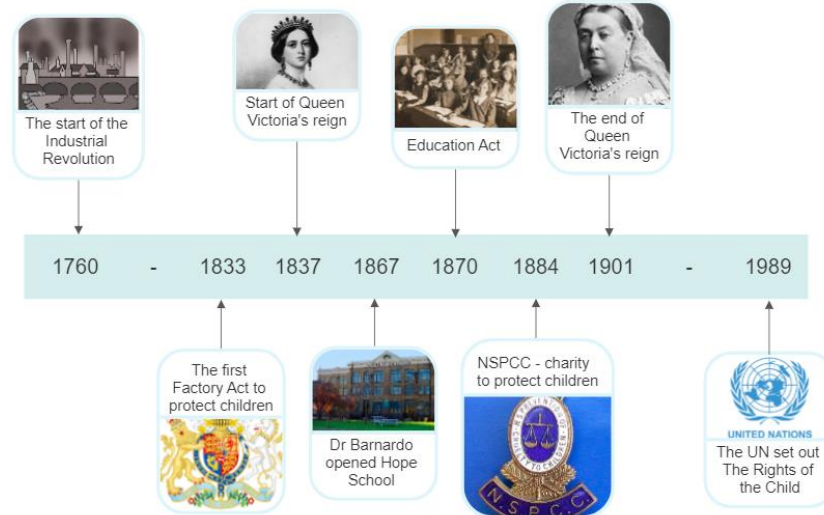 The start of the
Industrial
Revolution
Start of Queen
Victoria's reign
Education Act
The end of
Queen
Victoria's reign
1760 - 1833 1837 1867 1870 1884 1901 - 1989
The first
Factory Act to
protect children
Dr Barnardo
opened Hope
School
NSPCC - charity
to protect children
N.S.P.C.C.
UNITED NATIONS
The UN set out
The Rights of
the Child